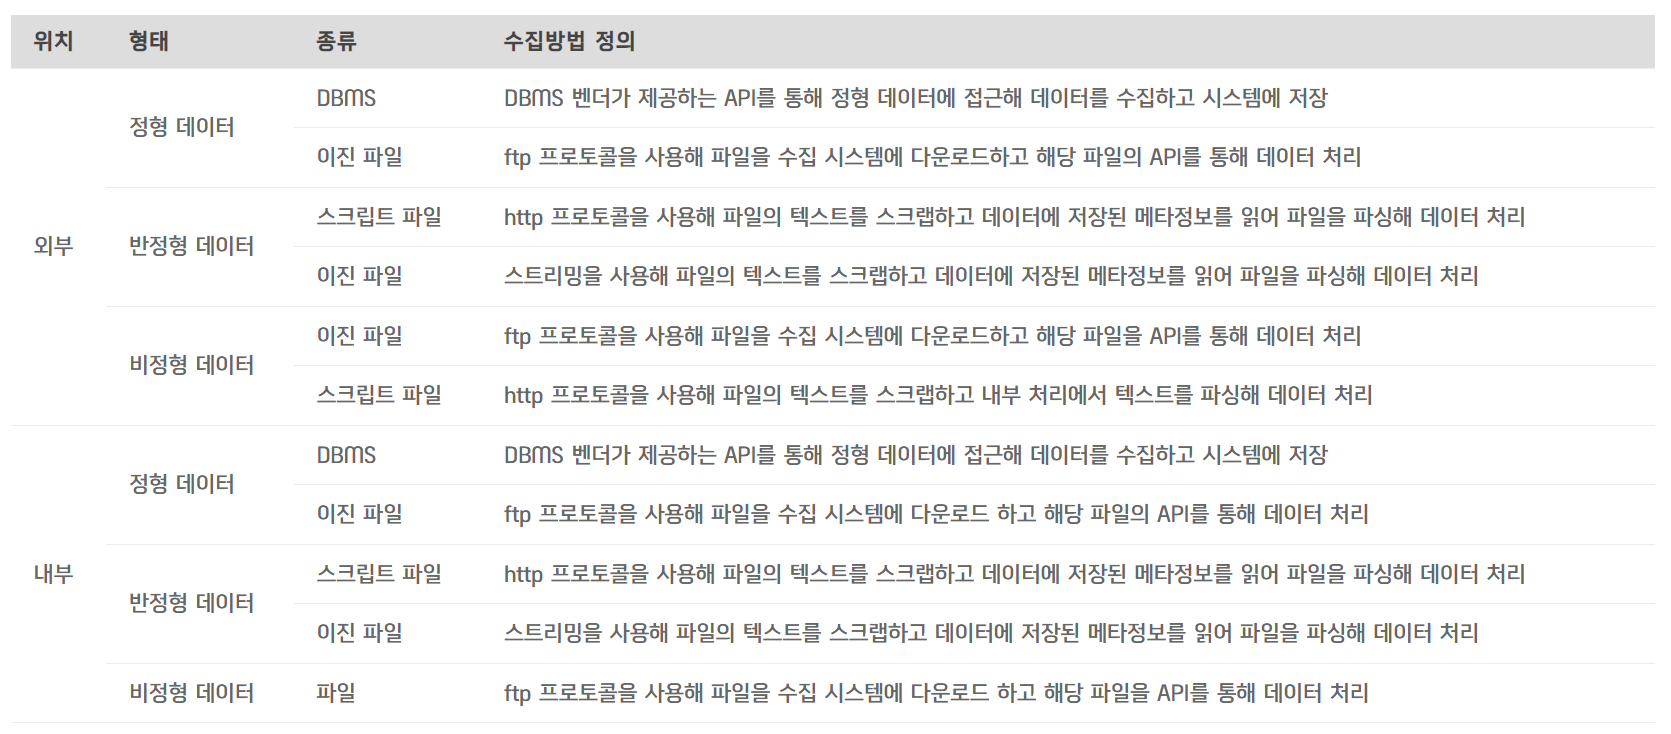 위치 형태 종류 수집방법 정의
외부 정형 데이터 DBMS DBMS 벤더가 제공하는 API를 통해 정형 데이터에 접근해 데이터를 수집하고 시스템에 저장
이진 파일 ftp 프로토콜을 사용해 파일을 수집 시스템에 다운로드하고 해당 파일의 API를 통해 데이터 처리
반정형 데이터 스크립트 파일 http 프로토콜을 사용해 파일의 텍스트를 스크랩하고 데이터에 저장된 메타정보를 읽어 파일을 파싱해 데이터 처리
이진 파일 스트리밍을 사용해 파일의 텍스트를 스크랩하고 데이터에 저장된 메타정보를 읽어 파일을 파싱해 데이터 처리
비정형 데이터 이진 파일 ftp 프로토콜을 사용해 파일을 수집 시스템에 다운로드하고 해당 파일을 API를 통해 데이터 처리
스크립트 파일 http 프로토콜을 사용해 파일의 텍스트를 스크랩하고 내부 처리에서 텍스트를 파싱해 데이터 처리
내부 정형 데이터 DBMS DBMS 벤더가 제공하는 API를 통해 정형 데이터에 접근해 데이터를 수집하고 시스템에 저장
이진 파일 ftp 프로토콜을 사용해 파일을 수집 시스템에 다운로드 하고 해당 파일의 API를 통해 데이터 처리
반정형 데이터 스크립트 파일 http 프로토콜을 사용해 파일의 텍스트를 스크랩하고 데이터에 저장된 메타정보를 읽어 파일을 파싱해 데이터 처리
이진 파일 스트리밍을 사용해 파일의 텍스트를 스크랩하고 데이터에 저장된 메타정보를 읽어 파일을 파싱해 데이터 처리
비정형 데이터 파일 ftp 프로토콜을 사용해 파일을 수집 시스템에 다운로드 하고 해당 파일을 API를 통해 데이터 처리